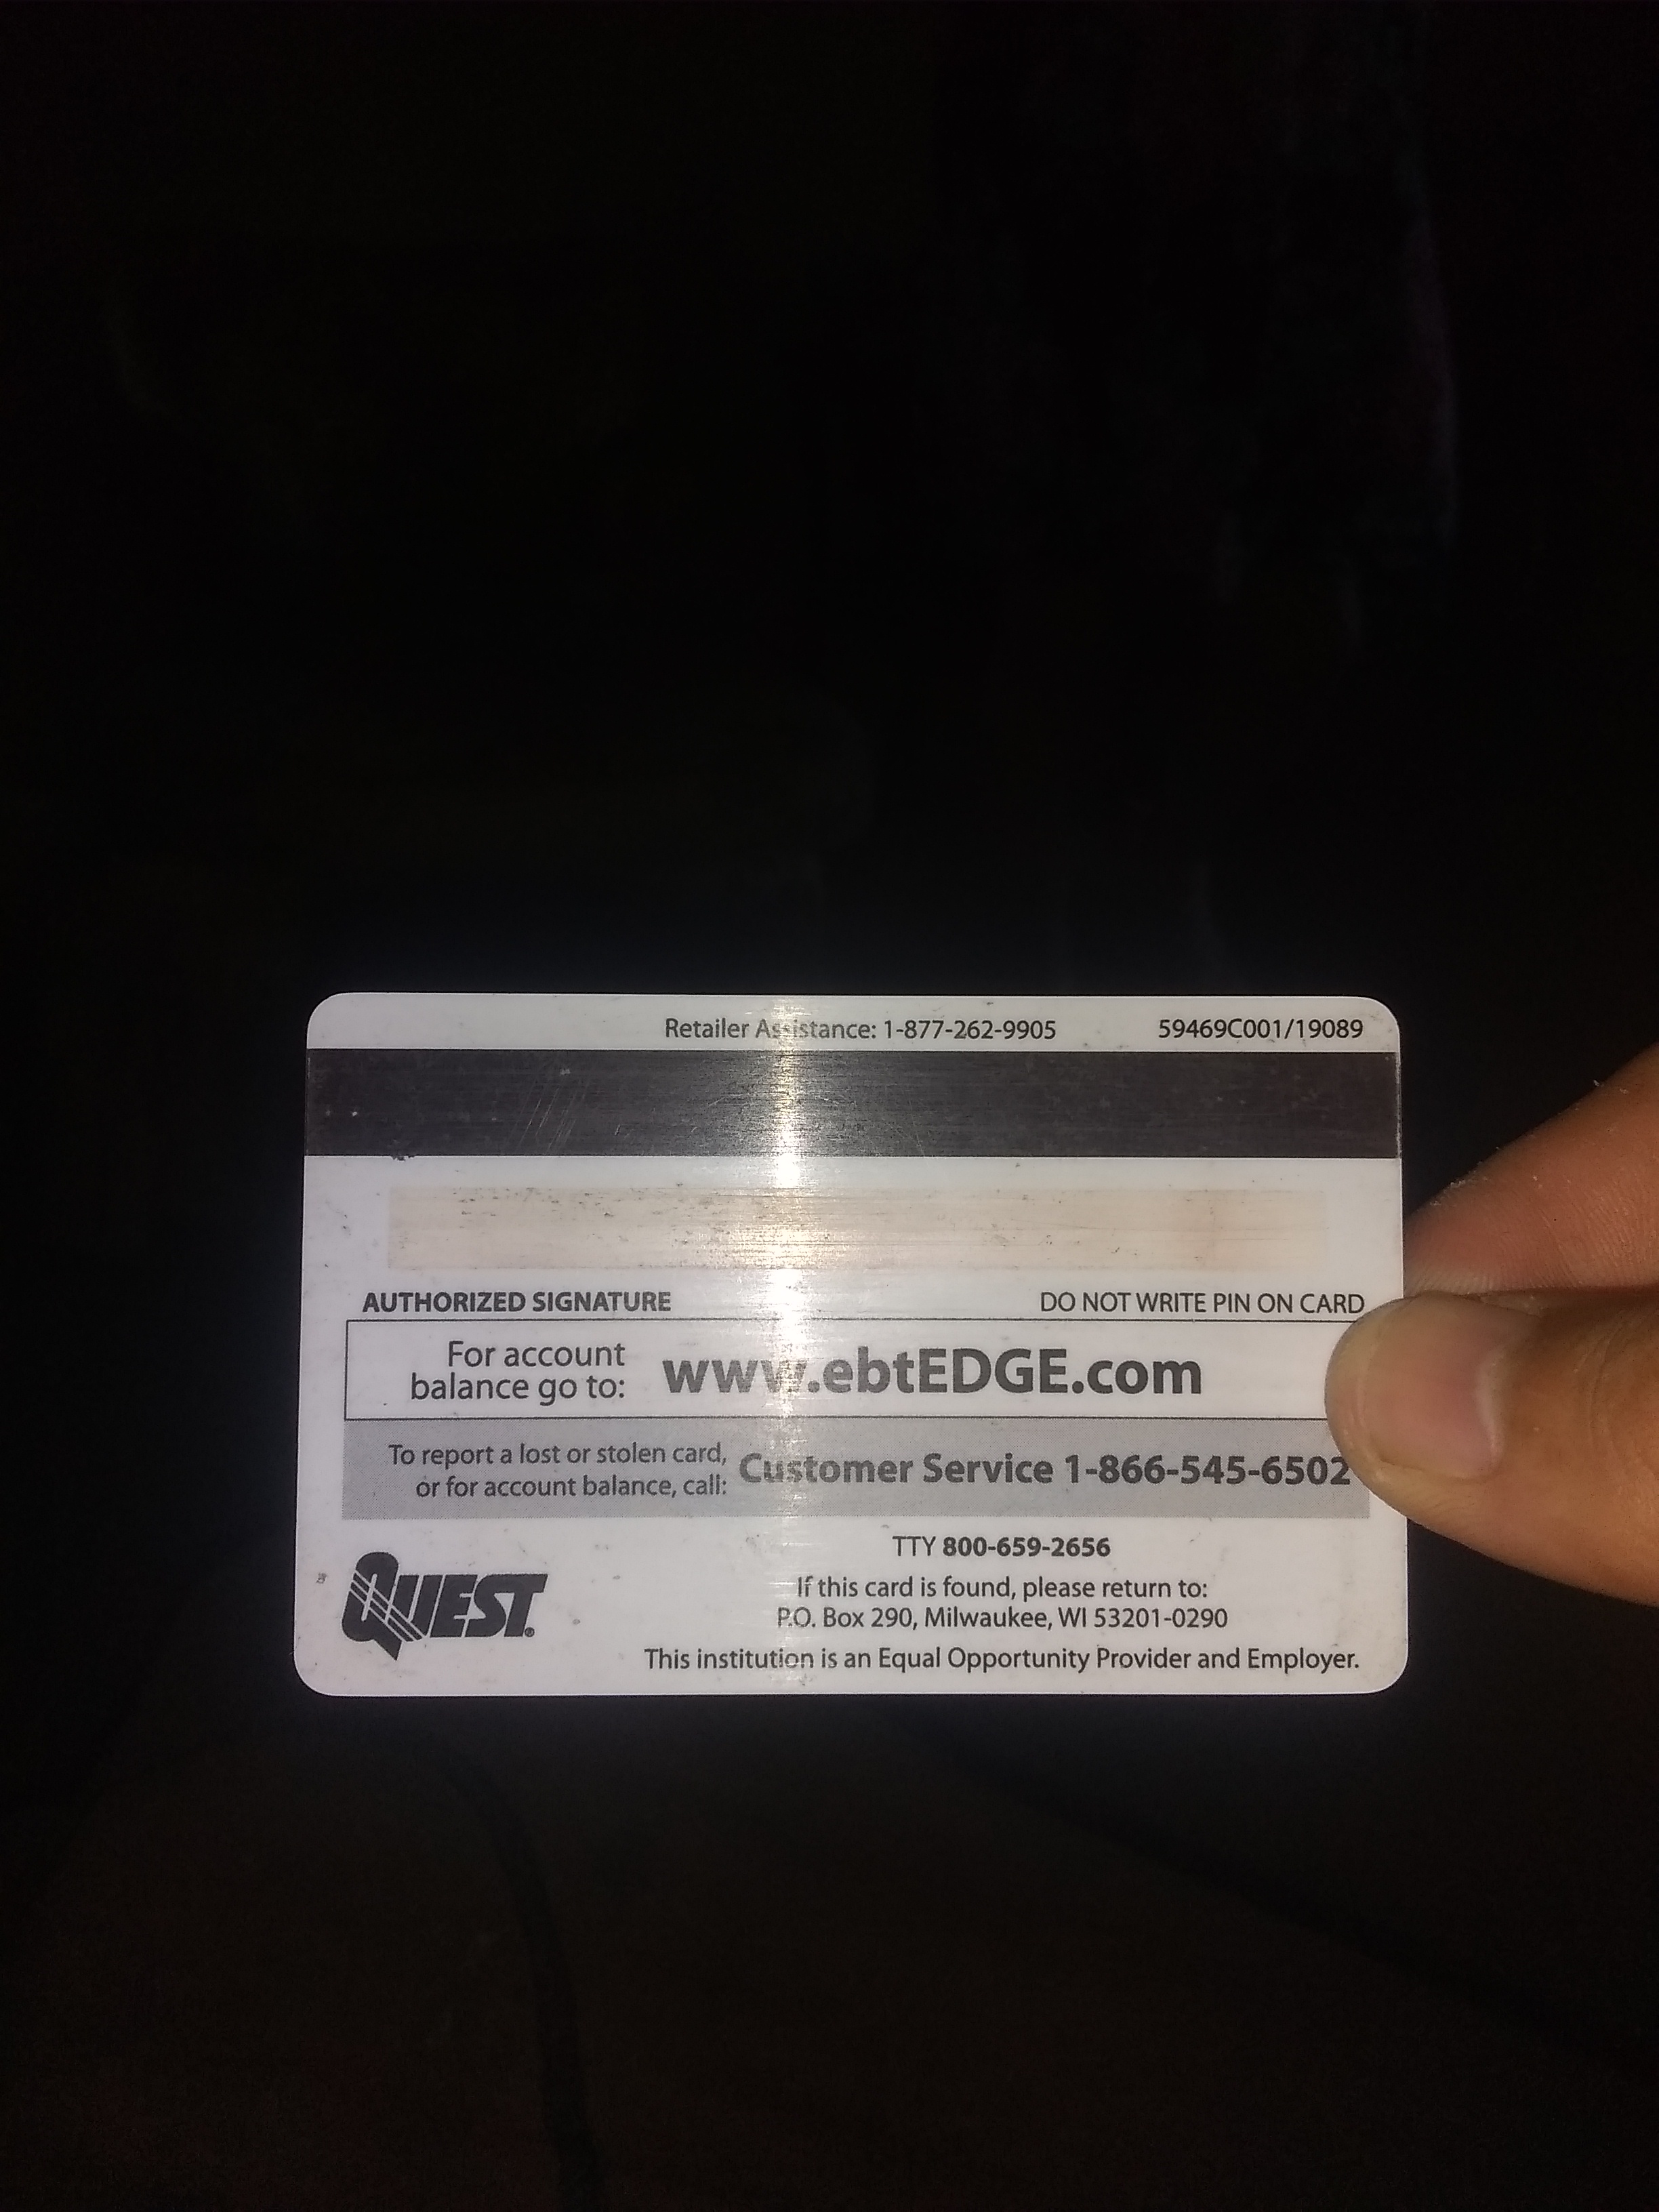 Retailer Assistance: 1-877-262-9905 59469C001/19089
AUTHORIZED SIGNATURE DO NOT WRITE PIN ON CARD
For account
balance go to: www.ebtEDGE.com
To report a lost or stolen card,
or for account balance, call: Customer Service 1-866-545-6502
TTY 800-659-2656
If this card is found, please return to:
P.O. Box 290, Milwaukee, WI 53201-0290
QUEST®
This institution is an Equal Opportunity Provider and Employer.